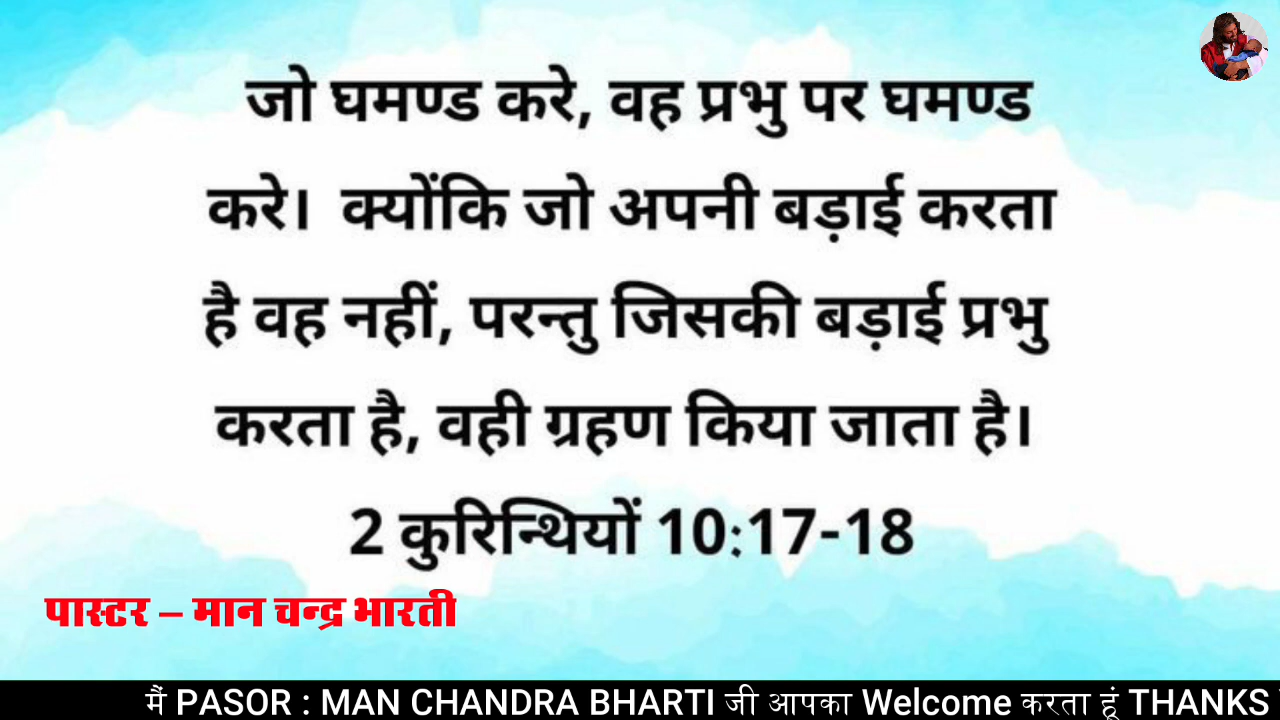 जो घमण्ड करे, वह प्रभु पर घमण्ड
करे। क्योंकि जो अपनी बड़ाई करता
है वह नहीं, परन्तु जिसकी बड़ाई प्रभु
करता है, वही ग्रहण किया जाता है।
2 कुरिन्थियों 10:17-18
पास्टर – मान चन्द्र भारती
मैं PASOR : MAN CHANDRA BHARTI जी आपका Welcome करता हूं THANKS